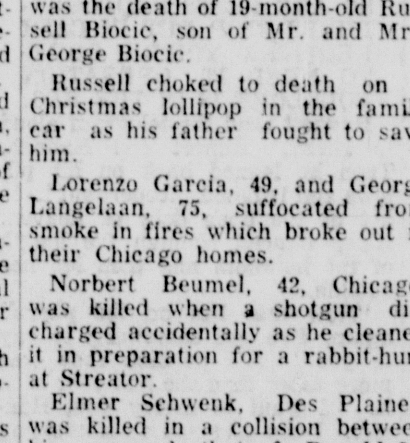 was the death of 19-month-old Ru
sell Biocic, son of Mr. and Mr
George Biocic.
Russell choked to death on
Christmas lollipop in the fami
car as his father fought to sav
him.
Lorenzo Garcia, 49, and Georg
Langelaan, 75, suffocated fro
smoke in fires which broke out
their Chicago homes.
Norbert Beumel, 42, Chicag
was killed when a shotgun di
charged accidentally as he cleane
it in preparation for a rabbit-hun
at Streator.
Elmer Schwenk, Des Plaine
was killed in a collision betwee